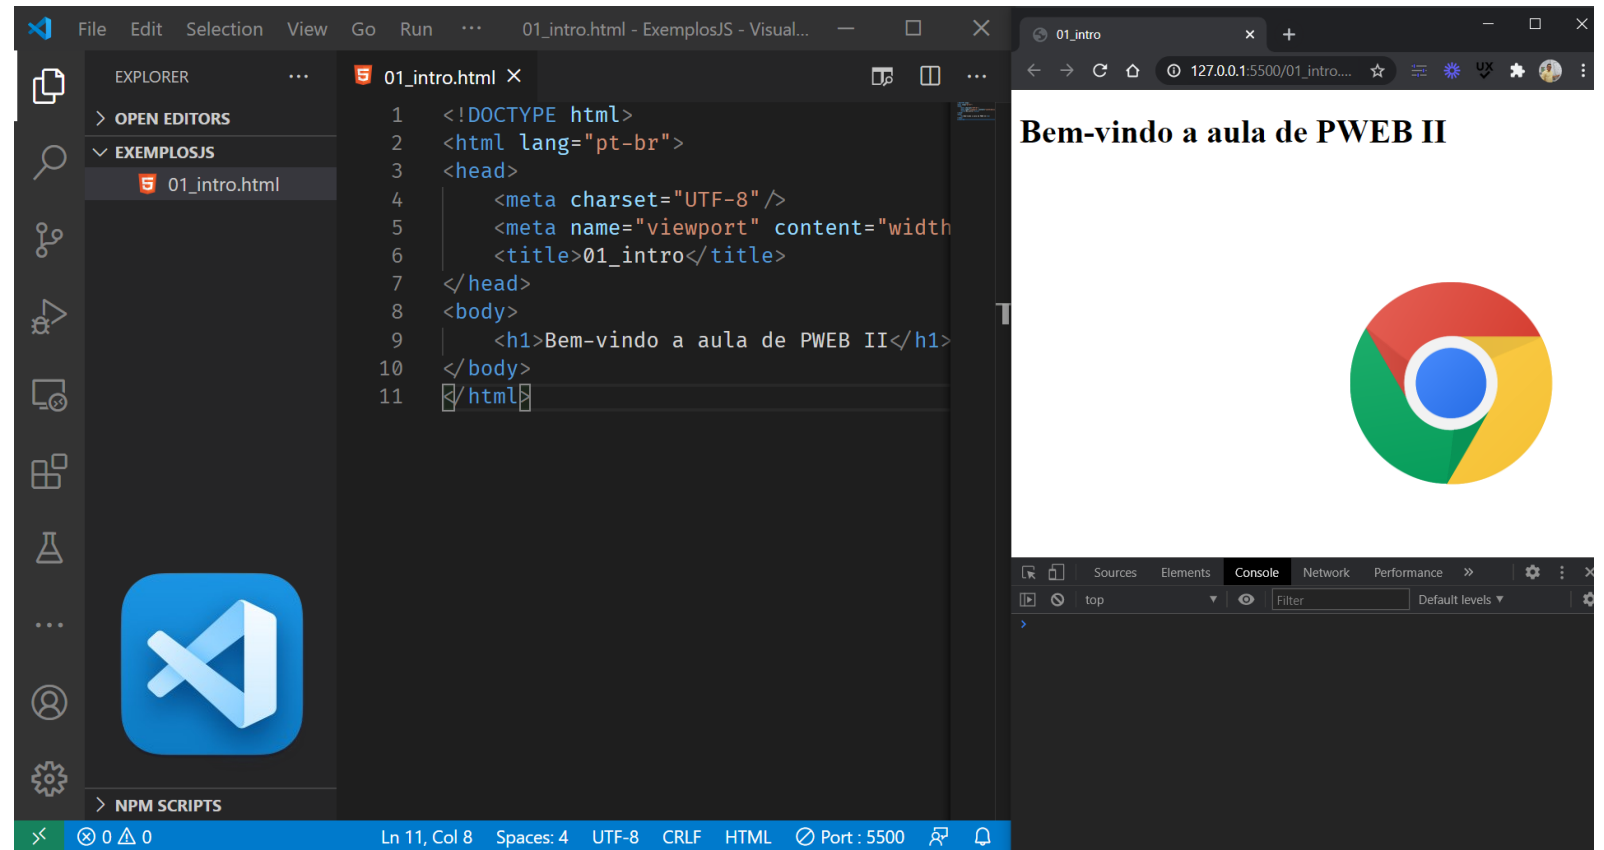 File Edit Selection View Go Run ··· 01_intro.html - ExemplosJS - Visual...
EXPLORER ···
OPEN EDITORS
EXEMPLOSJS
01_intro.html
NPM SCRIPTS
01_intro.html
1 <!DOCTYPE html>
2 <html lang="pt-br">
3 <head>
4 <meta charset="UTF-8"/>
5 <meta name="viewport" content="width
6 <title>01_intro</title>
7 </head>
8 <body>
9 <h1>Bem-vindo a aula de PWEB II</h1>
10 </body>
11 </html>
0 0 Ln 11, Col 8 Spaces: 4 UTF-8 CRLF HTML Port : 5500
01_intro
127.0.0.1:5500/01_intro.... UX
Bem-vindo a aula de PWEB II
Sources Elements Console Network Performance »
top Filter Default levels